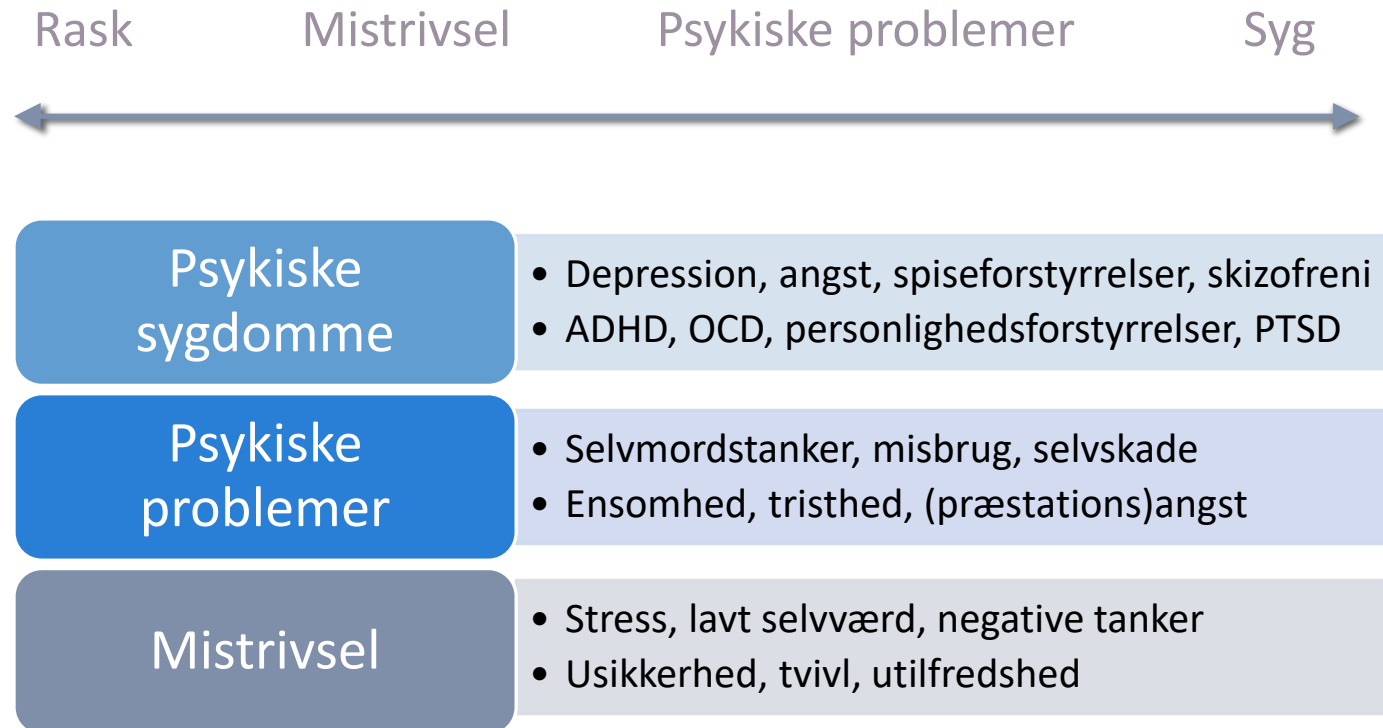 Rask Mistrivsel Psykiske problemer Syg
Psykiske
sygdomme
• Depression, angst, spiseforstyrrelser, skizofreni
• ADHD, OCD, personlighedsforstyrrelser, PTSD
Psykiske
problemer
• Selvmordstanker, misbrug, selvskade
• Ensomhed, tristhed, (præstations)angst
Mistrivsel
• Stress, lavt selvværd, negative tanker
• Usikkerhed, tvivl, utilfredshed